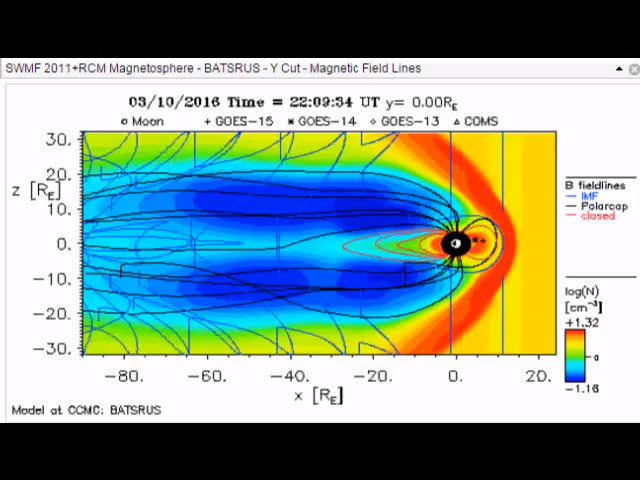 SWMF 2011+RCM Magnetosphere - BATSRUS - Y Cut - Magnetic Field Lines
03/10/2016 Time = 22:09:34 UT y= 0.00RE
Moon GOES-15 GOES-14 GOES-13 COMS
30.
20.
z [RE]
10.
0.
-10.
-20.
-30.
-80. -60. -40. -20. 0. 20.
x [RE]
B fieldlines
IMF
Polarcap
closed
log(N)
[cm-3]
+1.32
0
-1.16
Model at CCMC: BATSRUS